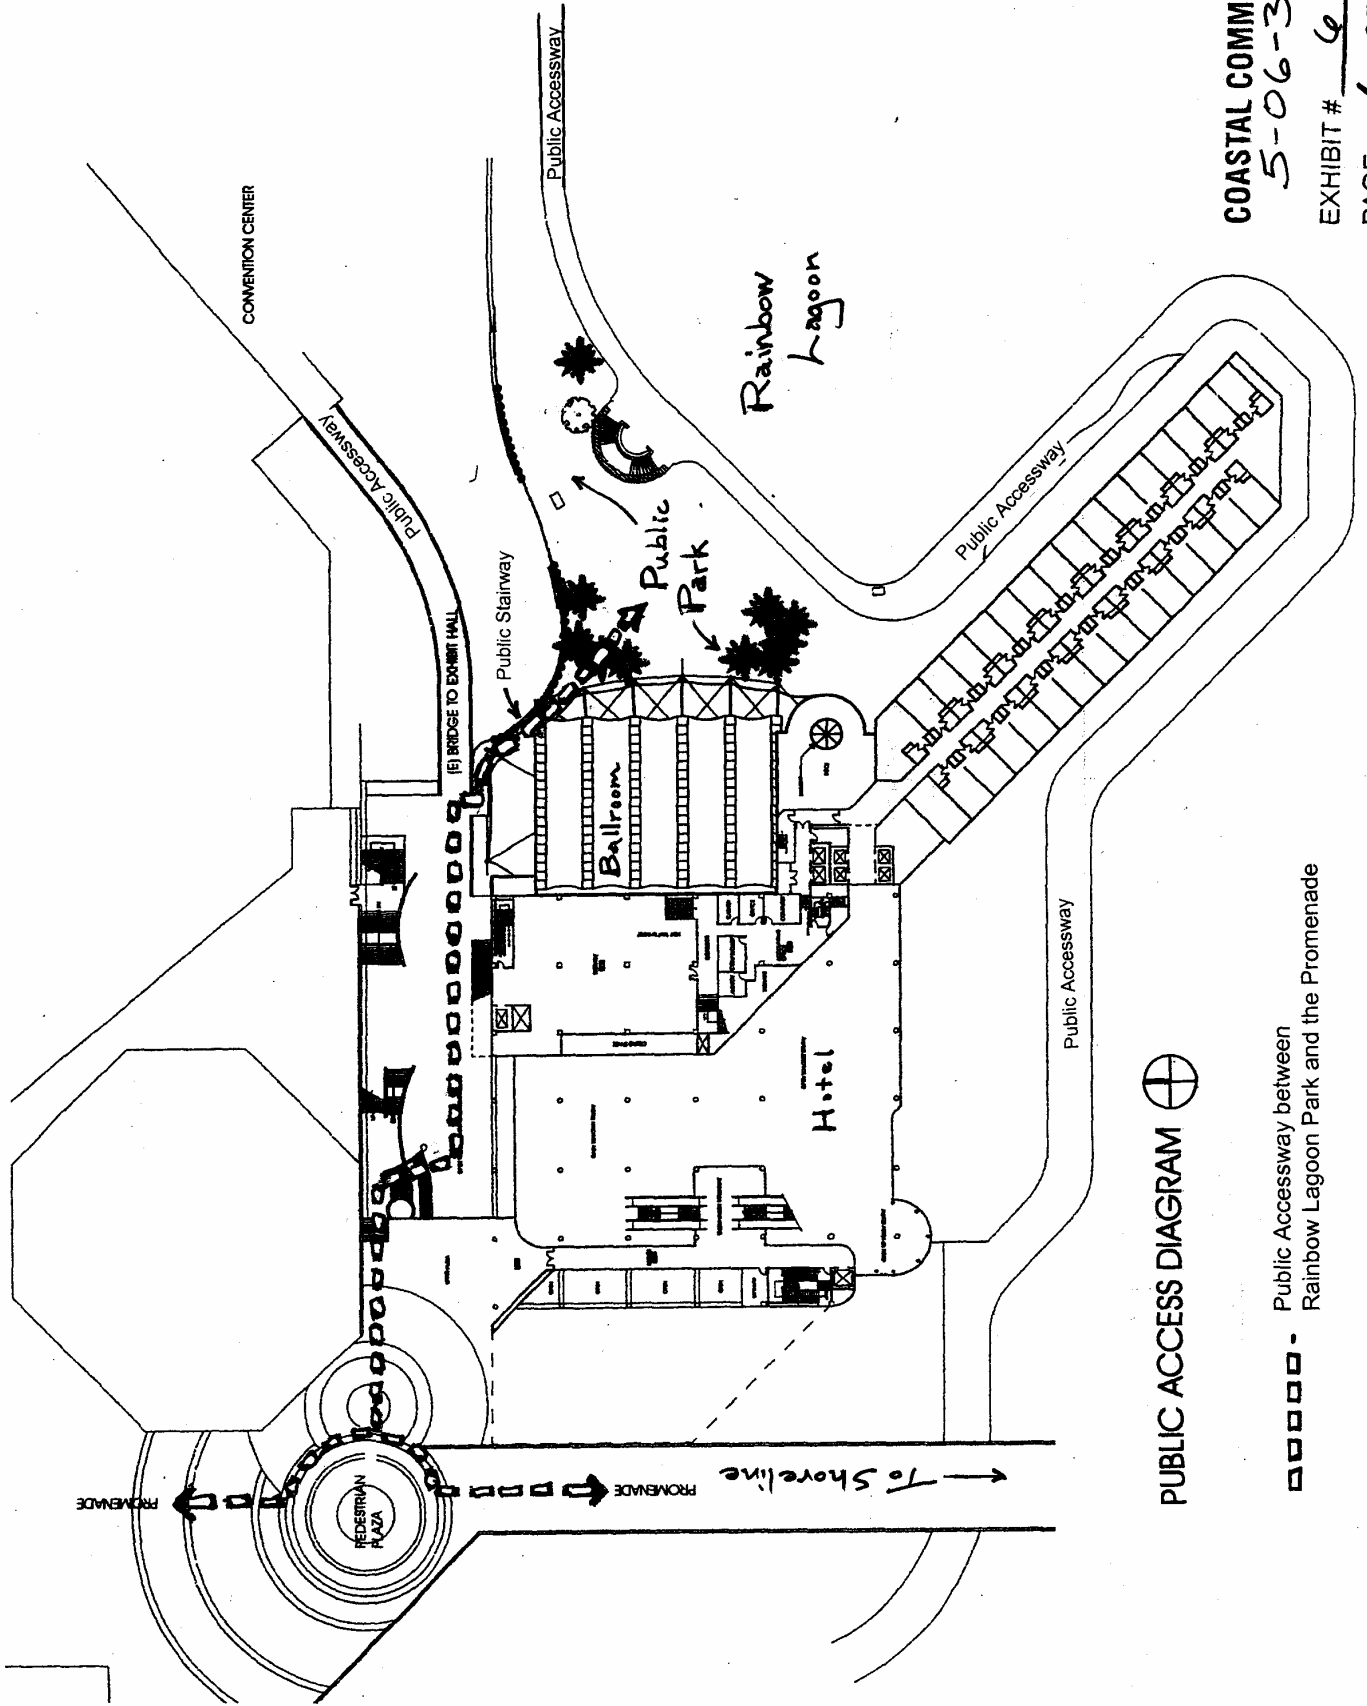 COASTAL COMM
5-06-3
EXHIBIT # 6
PAGE
CONVENTION CENTER
Public Accessway
Public Accessway
(E) BRIDGE TO EXHIBIT HALL
Public Stairway
Public
Park
Rainbow
Lagoon
Public Accessway
Ballroom
Hotel
Public Accessway
PROMENADE
PEDESTRIAN
PLAZA
PROMENADE
To Shoreline
PUBLIC ACCESS DIAGRAM
Public Accessway between
Rainbow Lagoon Park and the Promenade